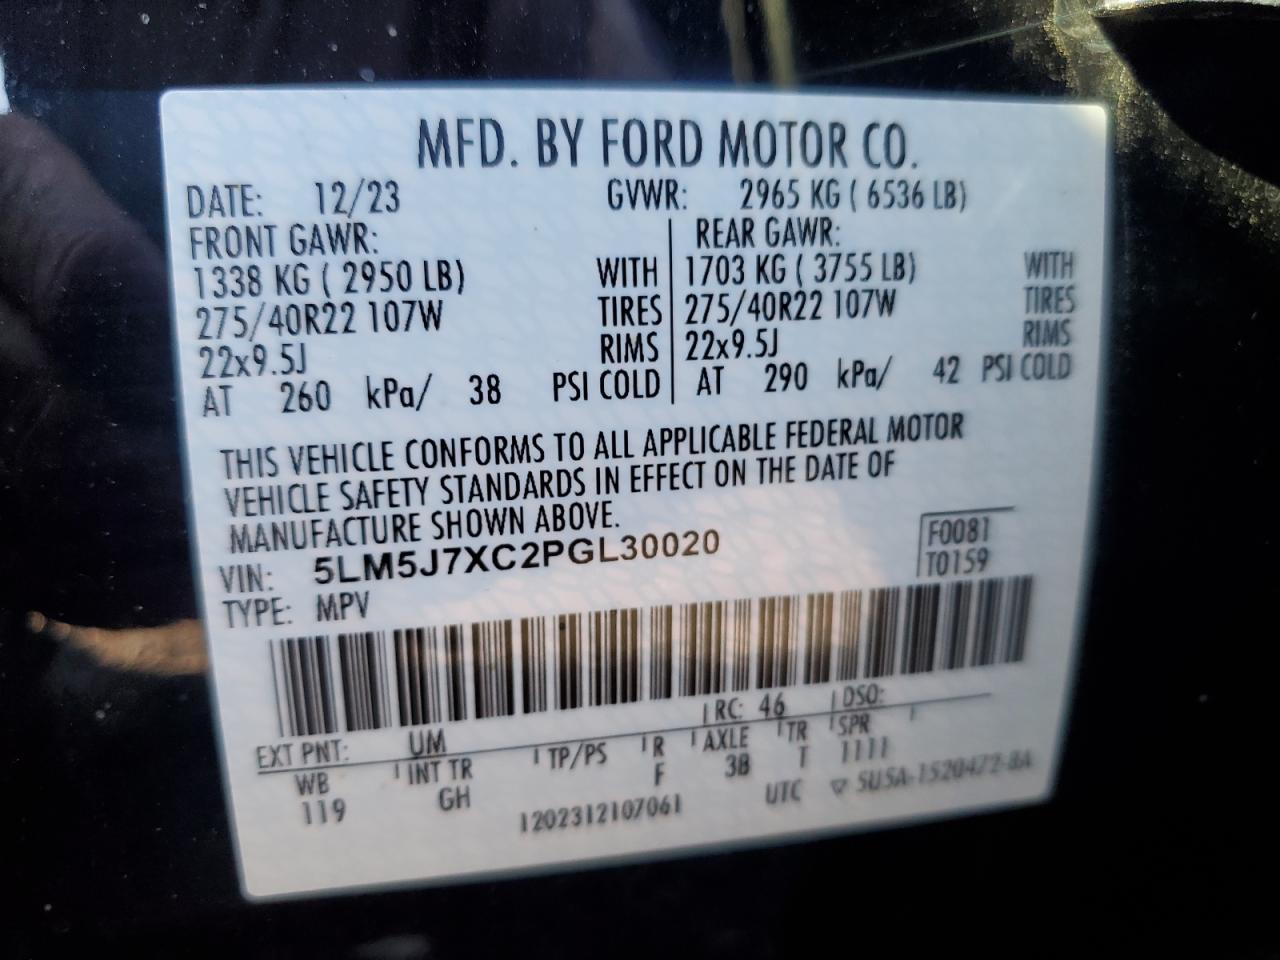 MFD. BY FORD MOTOR CO.
DATE: 12/23 GVWR: 2965 KG ( 6536 LB)
FRONT GAWR: REAR GAWR:
1338 KG ( 2950 LB) WITH 1703 KG ( 3755 LB) WITH
275/40R22 107W TIRES 275/40R22 107W TIRES
22x9.5J RIMS 22x9.5J RIMS
AT 260 kPa/ 38 PSI COLD AT 290 kPa/ 42 PSI COLD
THIS VEHICLE CONFORMS TO ALL APPLICABLE FEDERAL MOTOR
VEHICLE SAFETY STANDARDS IN EFFECT ON THE DATE OF
MANUFACTURE SHOWN ABOVE.
F0081
VIN: 5LM5J7XC2PGL30020
T0159
TYPE: MPV
EXT PNT: UM RC: 46 DSO:
WB INT TR TP/PS R AXLE TR SPR
119 GH F 3B T 1111
1202312107061 UTC ▽ 5U5A-1520472-BA